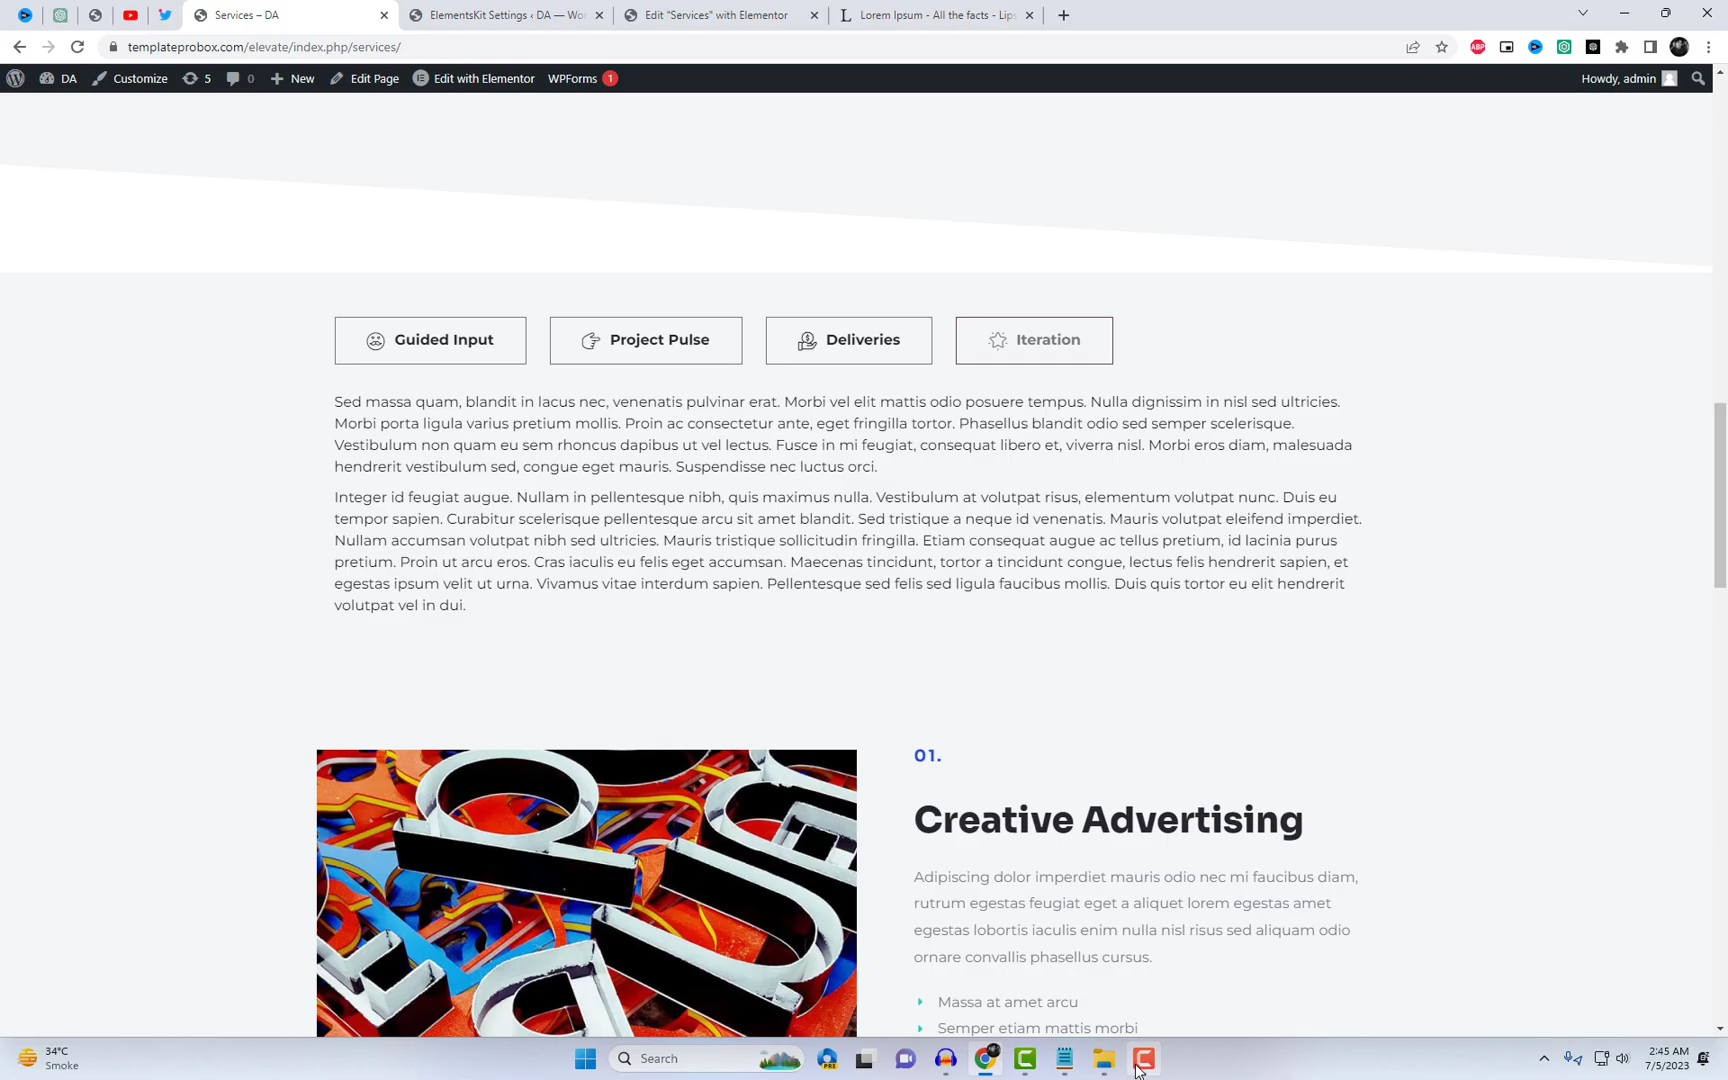 Services – DA
ElementsKit Settings ‹ DA — Wor
Edit "Services" with Elementor
Lorem Ipsum - All the facts - Lips
templateprobox.com/elevate/index.php/services/
ABP
DA
Customize
5
0
New
Edit Page
Edit with Elementor
WPForms 1
Howdy, admin
Guided Input
Project Pulse
Deliveries
Iteration
Sed massa quam, blandit in lacus nec, venenatis pulvinar erat. Morbi vel elit mattis odio posuere tempus. Nulla dignissim in nisl sed ultricies.
Morbi porta ligula varius pretium mollis. Proin ac consectetur ante, eget fringilla tortor. Phasellus blandit odio sed semper scelerisque.
Vestibulum non quam eu sem rhoncus dapibus ut vel lectus. Fusce in mi feugiat, consequat libero et, viverra nisl. Morbi eros diam, malesuada
hendrerit vestibulum sed, congue eget mauris. Suspendisse nec luctus orci.
Integer id feugiat augue. Nullam in pellentesque nibh, quis maximus nulla. Vestibulum at volutpat risus, elementum volutpat nunc. Duis eu
tempor sapien. Curabitur scelerisque pellentesque arcu sit amet blandit. Sed tristique a neque id venenatis. Mauris volutpat eleifend imperdiet.
Nullam accumsan volutpat nibh sed ultricies. Mauris tristique sollicitudin fringilla. Etiam consequat augue ac tellus pretium, id lacinia purus
pretium. Proin ut arcu eros. Cras iaculis eu felis eget accumsan. Maecenas tincidunt, tortor a tincidunt congue, lectus felis hendrerit sapien, et
egestas ipsum velit ut urna. Vivamus vitae interdum sapien. Pellentesque sed felis sed ligula faucibus mollis. Duis quis tortor eu elit hendrerit
volutpat vel in dui.
01.
Creative Advertising
Adipiscing dolor imperdiet mauris odio nec mi faucibus diam,
rutrum egestas feugiat eget a aliquet lorem egestas amet
egestas lobortis iaculis enim nulla nisl risus sed aliquam odio
ornare convallis phasellus cursus.
Massa at amet arcu
Semper etiam mattis morbi
34°C
Smoke
Search
PRE
2:45 AM
7/5/2023